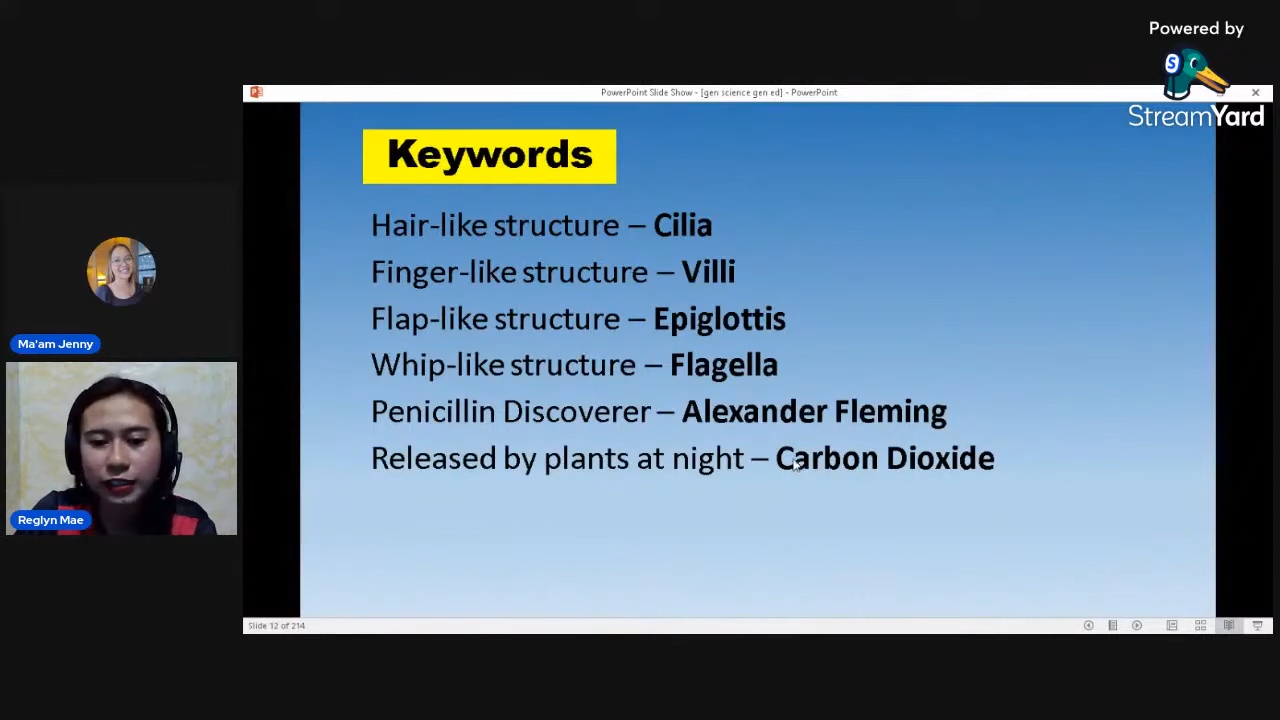 Powered by
StreamYard
PowerPoint Slide Show - [gen science gen ed] - PowerPoint
Keywords
Hair-like structure – Cilia
Finger-like structure – Villi
Flap-like structure – Epiglottis
Whip-like structure – Flagella
Penicillin Discoverer – Alexander Fleming
Released by plants at night – Carbon Dioxide
Ma'am Jenny
Reglyn Mae
Slide 12 of 214